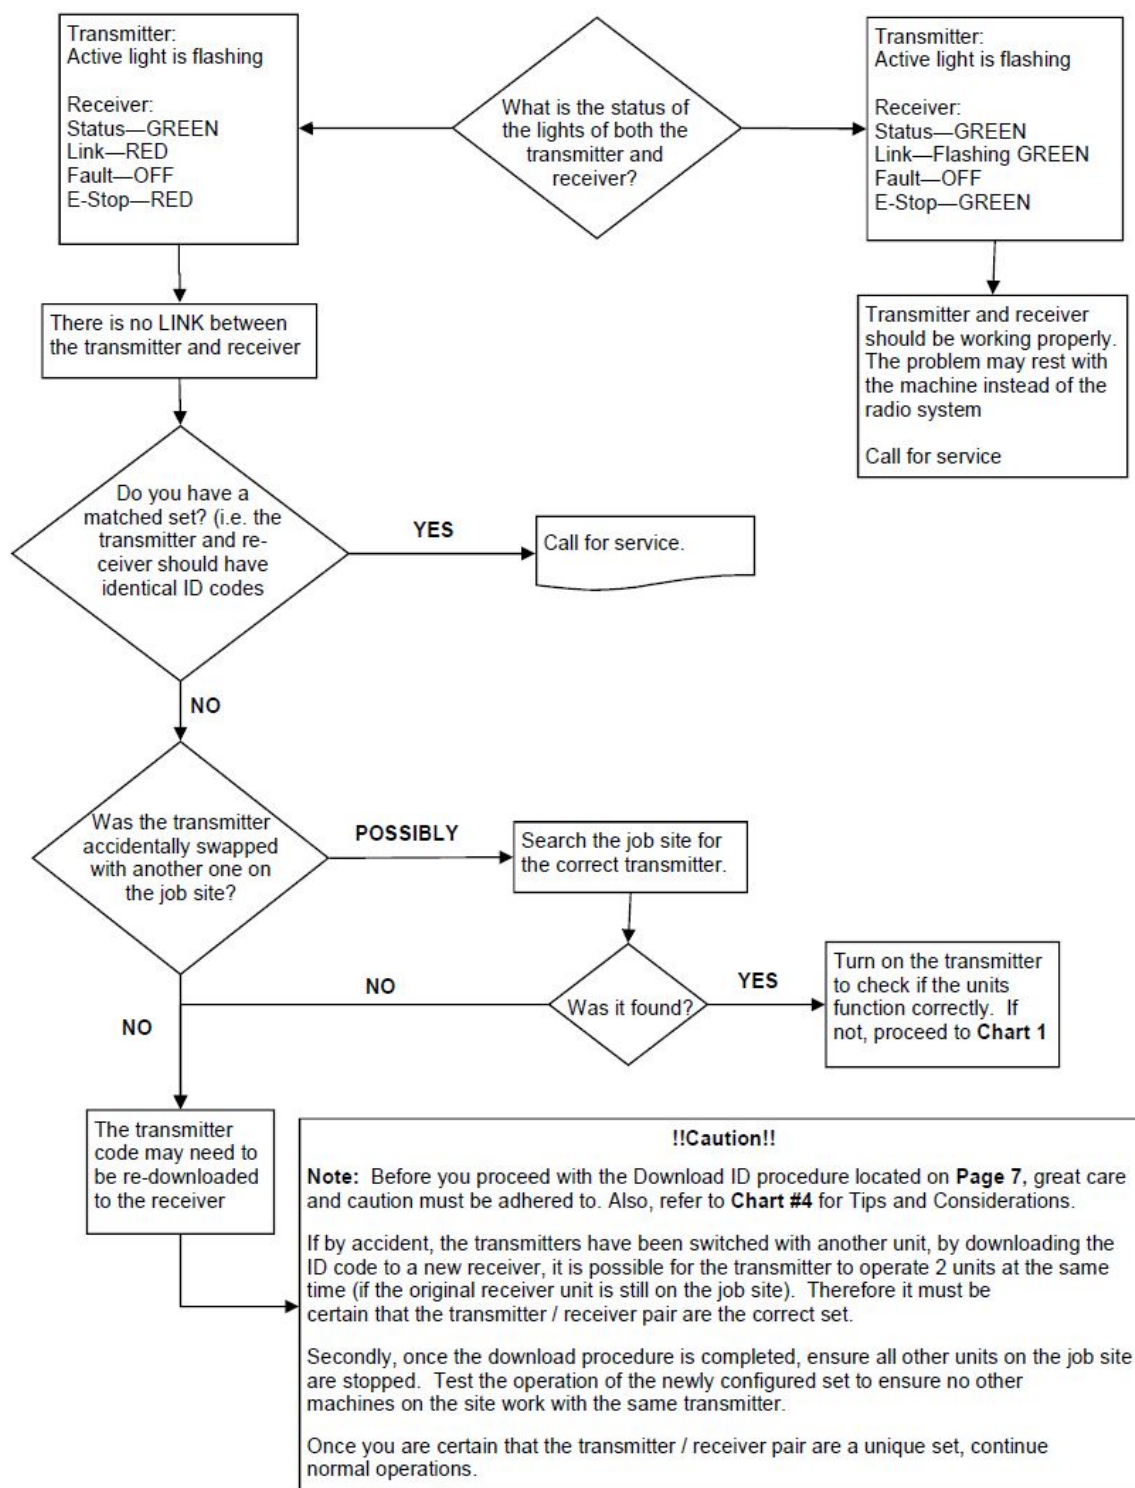 Transmitter:
Active light is flashing
Receiver:
Status—GREEN
Link—RED
Fault—OFF
E-Stop—RED
What is the status of
the lights of both the
transmitter and
receiver?
Transmitter:
Active light is flashing
Receiver:
Status—GREEN
Link—Flashing GREEN
Fault—OFF
E-Stop—GREEN
There is no LINK between
the transmitter and receiver
Transmitter and receiver
should be working properly.
The problem may rest with
the machine instead of the
radio system
Call for service
Do you have a
matched set? (i.e. the
transmitter and re-
ceiver should have
identical ID codes
YES
Call for service.
NO
Was the transmitter
accidentally swapped
with another one on
the job site?
POSSIBLY
Search the job site for
the correct transmitter.
Was it found?
YES
Turn on the transmitter
to check if the units
function correctly.  If
not, proceed to Chart 1
NO
NO
The transmitter
code may need to
be re-downloaded
to the receiver
!!Caution!!
Note:  Before you proceed with the Download ID procedure located on Page 7, great care
and caution must be adhered to. Also, refer to Chart #4 for Tips and Considerations.
If by accident, the transmitters have been switched with another unit, by downloading the
ID code to a new receiver, it is possible for the transmitter to operate 2 units at the same
time (if the original receiver unit is still on the job site).  Therefore it must be
certain that the transmitter / receiver pair are the correct set.
Secondly, once the download procedure is completed, ensure all other units on the job site
are stopped.  Test the operation of the newly configured set to ensure no other
machines on the site work with the same transmitter.
Once you are certain that the transmitter / receiver pair are a unique set, continue
normal operations.